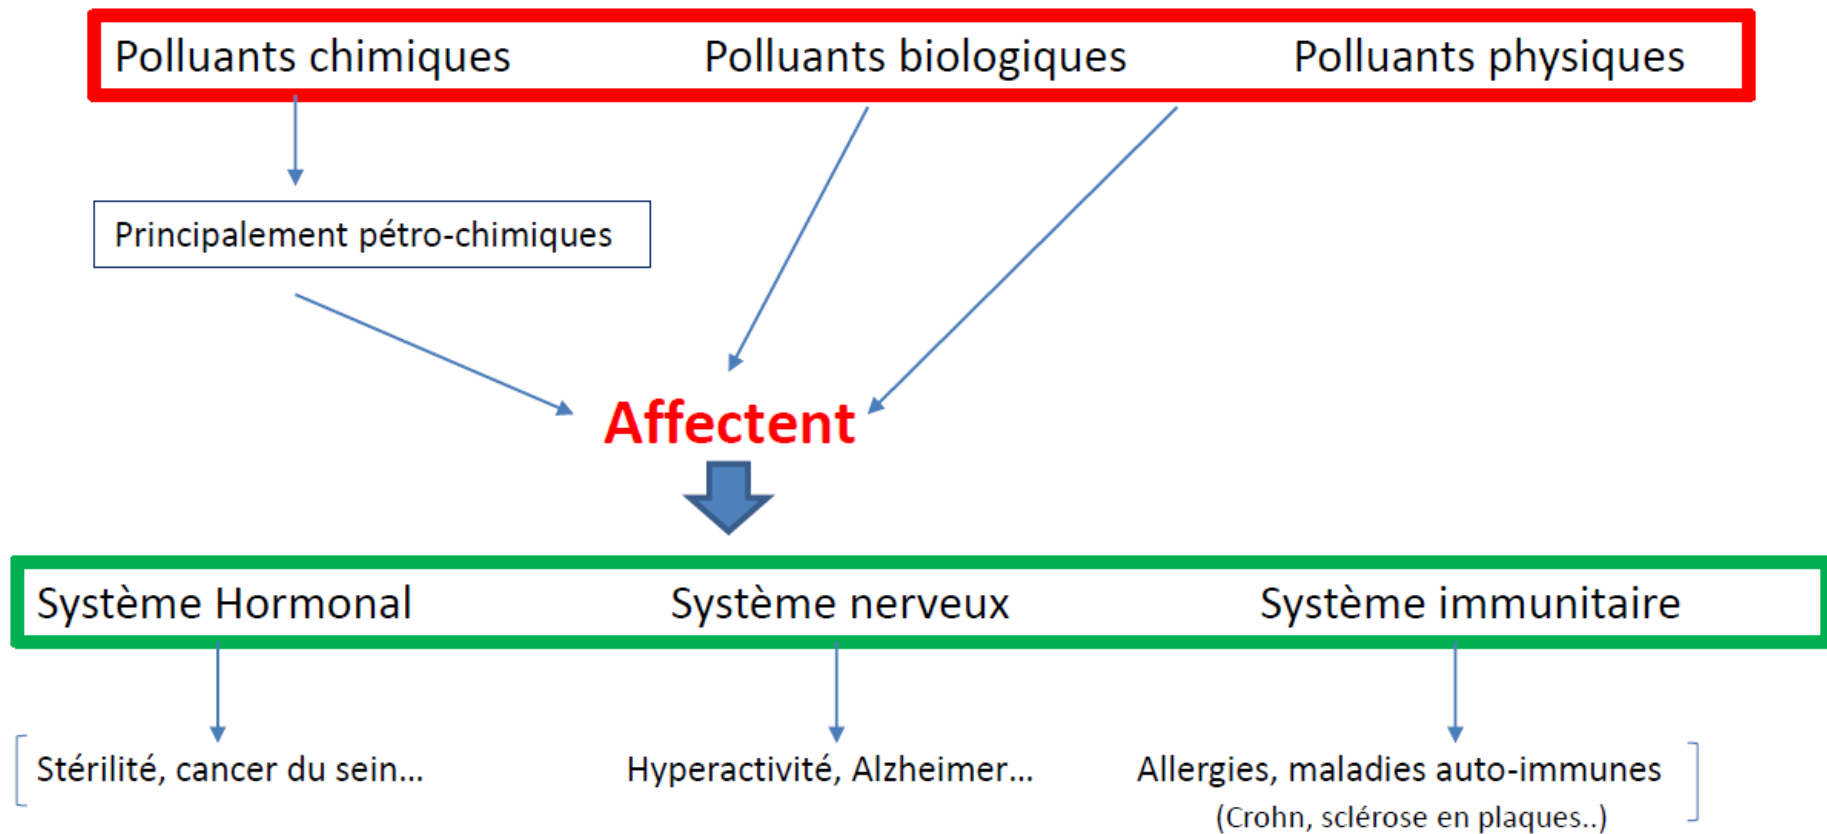 Polluants chimiques Polluants biologiques Polluants physiques
Principalement pétro-chimiques
Affectent
Système Hormonal Système nerveux Système immunitaire
Stérilité, cancer du sein... Hyperactivité, Alzheimer... Allergies, maladies auto-immunes
(Crohn, sclérose en plaques..)